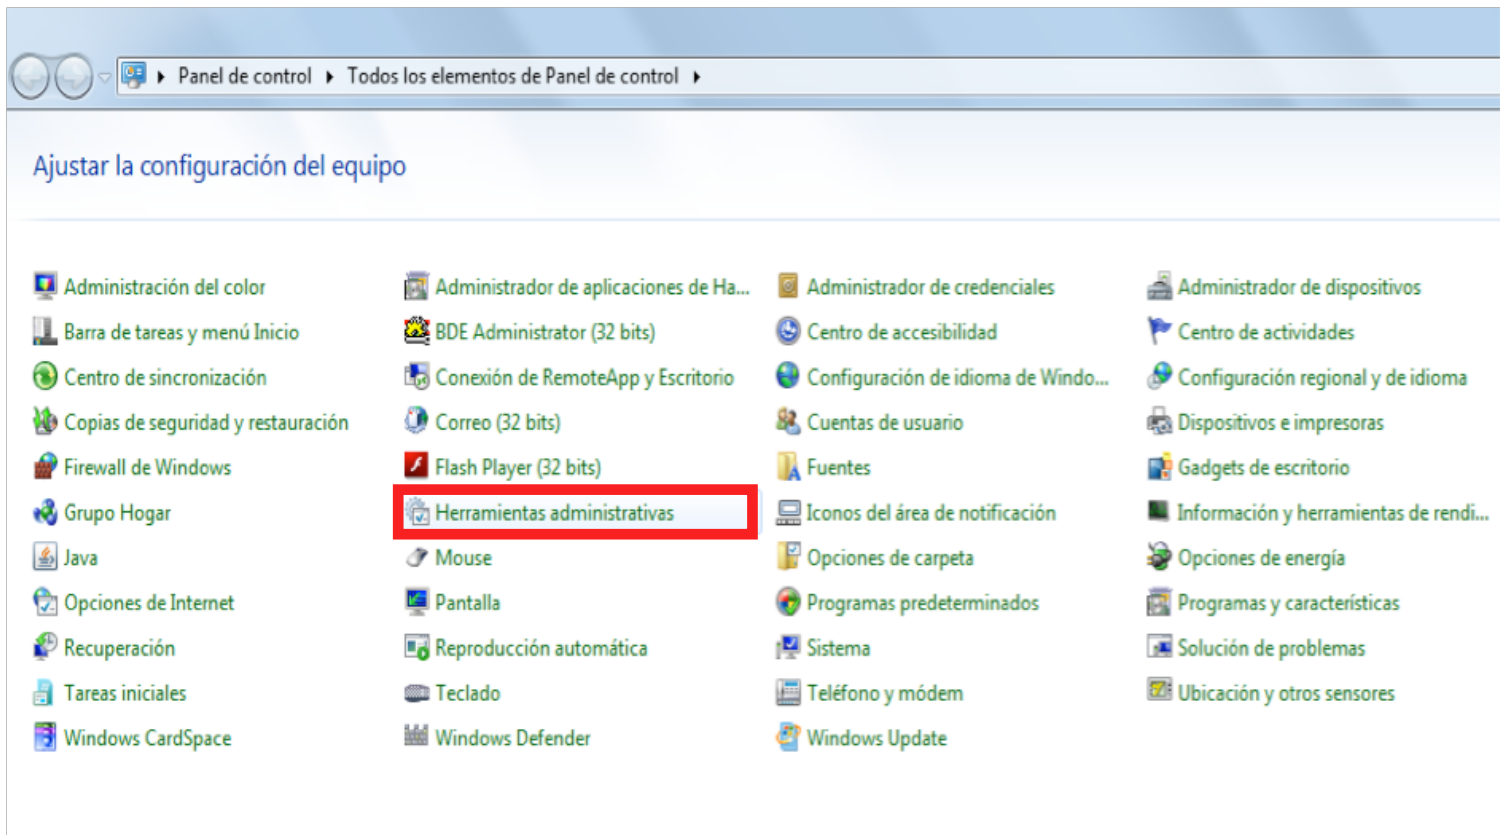 Panel de control Todos los elementos de Panel de control
Ajustar la configuración del equipo
Administración del color Administrador de aplicaciones de Ha... Administrador de credenciales Administrador de dispositivos
Barra de tareas y menú Inicio BDE Administrator (32 bits) Centro de accesibilidad Centro de actividades
Centro de sincronización Conexión de RemoteApp y Escritorio Configuración de idioma de Windo... Configuración regional y de idioma
Copias de seguridad y restauración Correo (32 bits) Cuentas de usuario Dispositivos e impresoras
Firewall de Windows Flash Player (32 bits) Fuentes Gadgets de escritorio
Grupo Hogar Herramientas administrativas Iconos del área de notificación Información y herramientas de rendi...
Java Mouse Opciones de carpeta Opciones de energía
Opciones de Internet Pantalla Programas predeterminados Programas y características
Recuperación Reproducción automática Sistema Solución de problemas
Tareas iniciales Teclado Teléfono y módem Ubicación y otros sensores
Windows CardSpace Windows Defender Windows Update